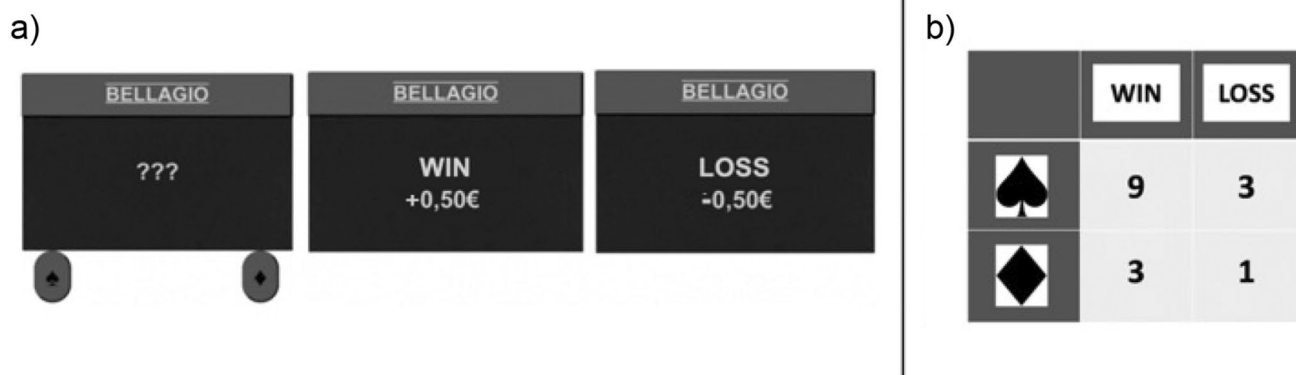 a)
BELLAGIO
???
BELLAGIO
WIN
+0,50€
BELLAGIO
LOSS
-0,50€
b)
WIN LOSS
9 3
3 1